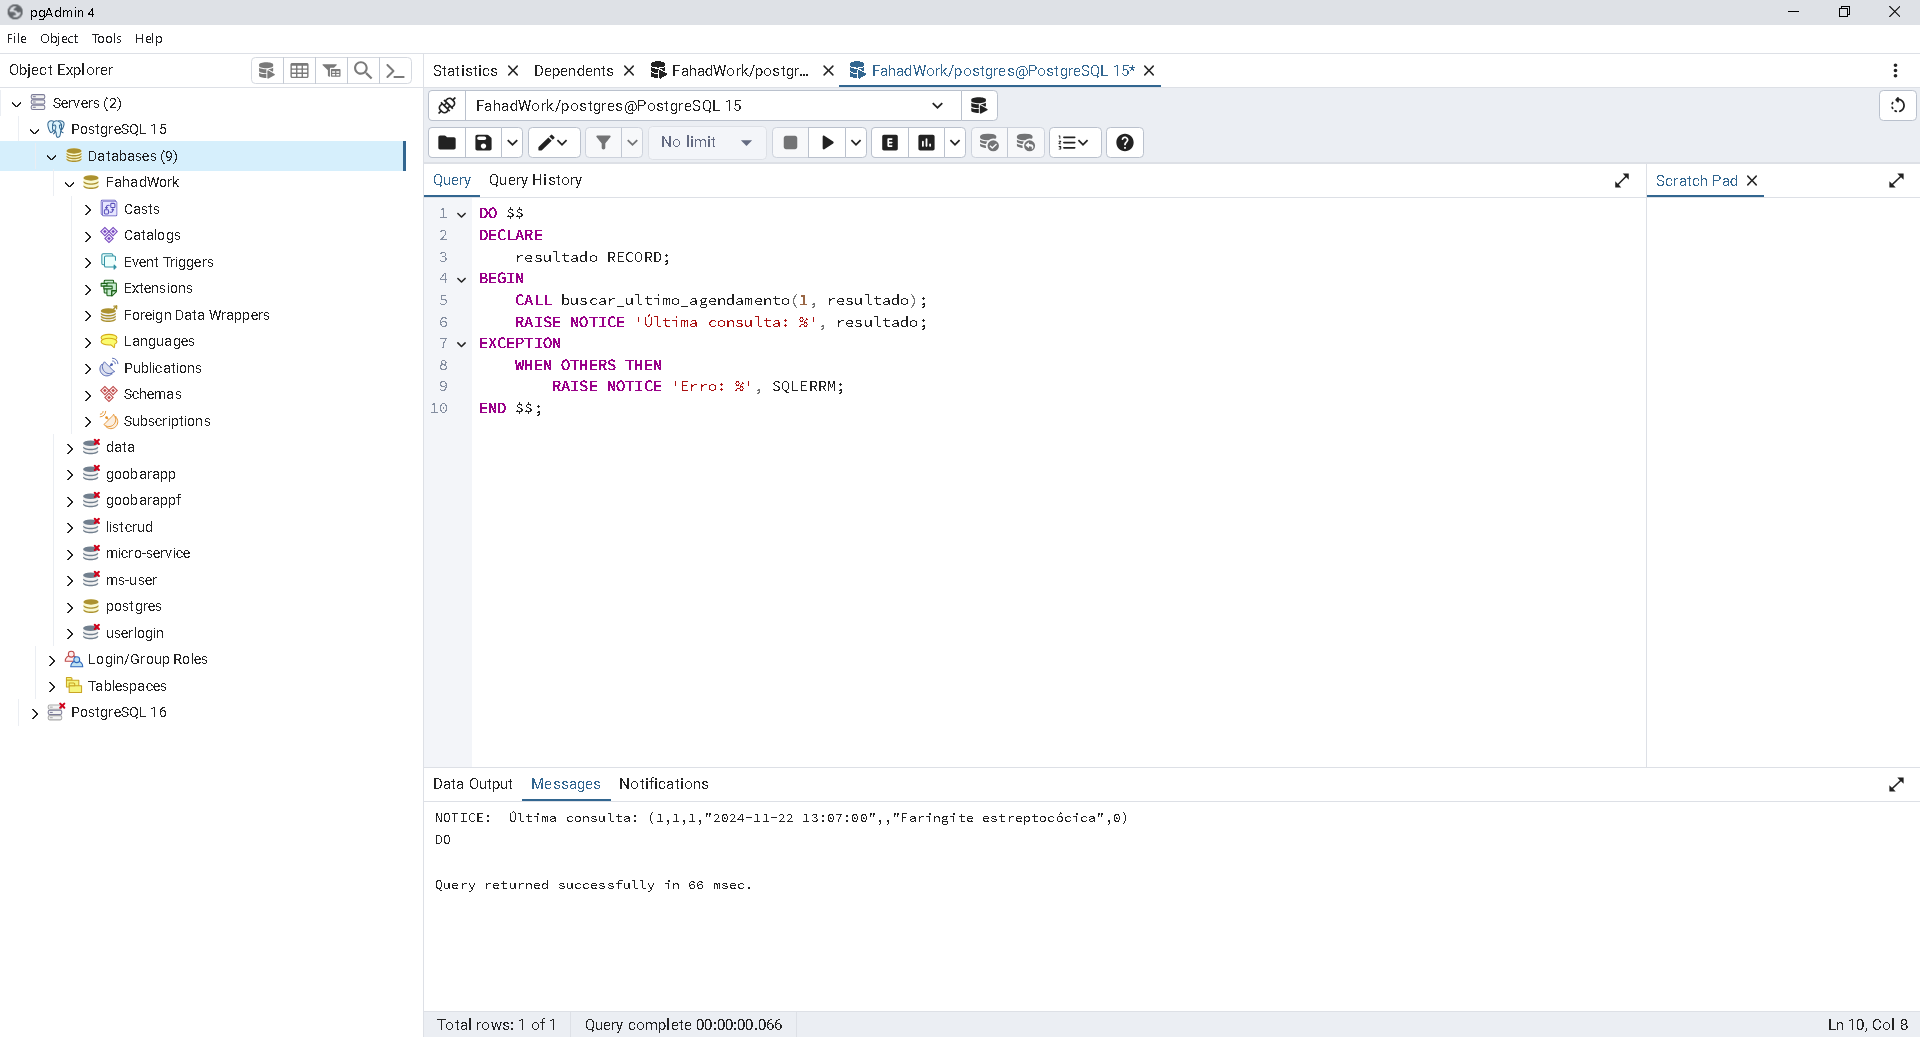 pgAdmin 4
File Object Tools Help
Object Explorer
Servers (2)
PostgreSQL 15
Databases (9)
FahadWork
Casts
Catalogs
Event Triggers
Extensions
Foreign Data Wrappers
Languages
Publications
Schemas
Subscriptions
data
goobarapp
goobarappf
listcrud
micro-service
ms-user
postgres
userlogin
Login/Group Roles
Tablespaces
PostgreSQL 16
Statistics Dependents FahadWork/postgr... FahadWork/postgres@PostgreSQL 15*
FahadWork/postgres@PostgreSQL 15
No limit E
Query Query History
1 DO $$
2 DECLARE
3 resultado RECORD;
4 BEGIN
5 CALL buscar_ultimo_agendamento(1, resultado);
6 RAISE NOTICE 'Última consulta: %', resultado;
7 EXCEPTION
8 WHEN OTHERS THEN
9 RAISE NOTICE 'Erro: %', SQLERRM;
10 END $$;
Scratch Pad
Data Output Messages Notifications
NOTICE:  Última consulta: (1,1,1,"2024-11-22 13:07:00",,"Faringite estreptocócica",0)
DO
Query returned successfully in 66 msec.
Total rows: 1 of 1 Query complete 00:00:00.066 Ln 10, Col 8